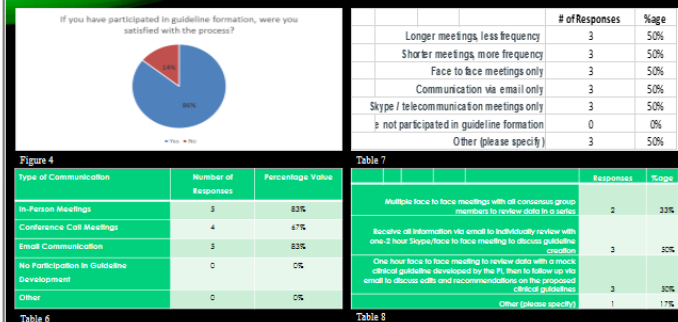 If you have participated in guideline formation, were you
satisfied with the process?
14%
86%
Yes No
Figure 4
# of Responses %age
Longer meetings, less frequency 3 50%
Shorter meetings, more frequency 3 50%
Face to face meetings only 3 50%
Communication via email only 3 50%
Skype / telecommunication meetings only 3 50%
e not participated in guideline formation 0 0%
Other (please specify) 3 50%
Table 7
Type of Communication Number of Responses Percentage Value
In-Person Meetings 5 83%
Conference Call Meetings 4 67%
Email Communication 5 83%
No Participation in Guideline
Development 0 0%
Other 0 0%
Table 6
Responses %age
Multiple face to face meetings with all consensus group
members to review data in a series 2 33%
Receive all information via email to individually review with
one-2 hour Skype/face to face meeting to discuss guideline
creation 3 50%
One hour face to face meeting to review data with a mock
clinical guideline developed by the PI, then to follow up via
email to discuss edits and recommendations on the proposed
clinical guidelines 3 50%
Other (please specify) 1 17%
Table 8